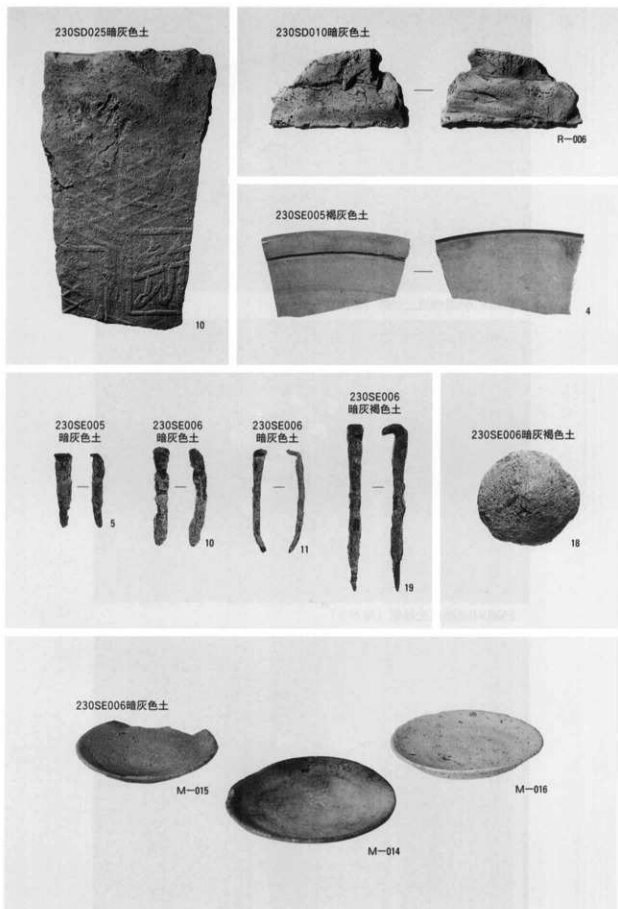 230SD025暗灰色土
10
230SD010暗灰色土
R-006
230SE005褐灰色土
4
230SE005
暗灰色土
5
230SE006
暗灰色土
10
230SE006
暗灰色土
11
230SE006
暗灰褐色土
19
230SE006暗灰褐色土
18
230SE006暗灰色土
M-015
M-014
M-016